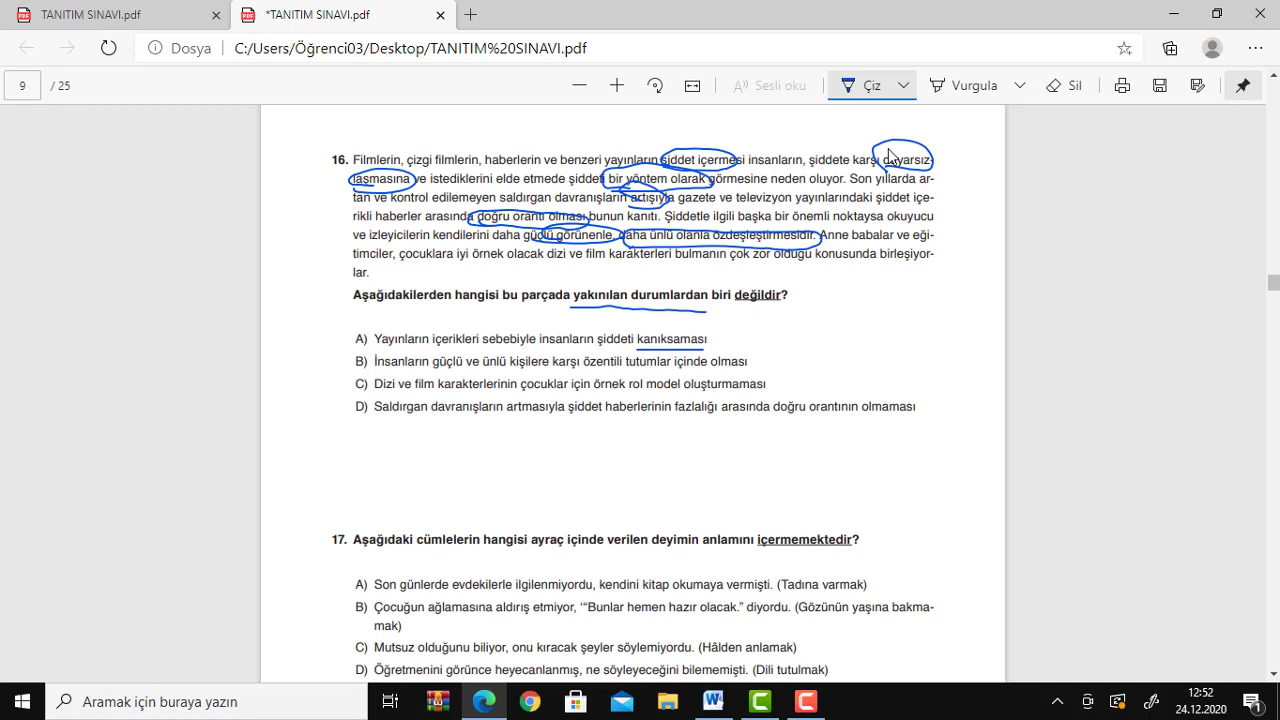 TANITIM SINAVI.pdf
*TANITIM SINAVI.pdf
Dosya
C:/Users/Öğrenci03/Desktop/TANITIM%20SINAVI.pdf
9 / 25
Sesli oku
Çiz
Vurgula
Sil
16. Filmlerin, çizgi filmlerin, haberlerin ve benzeri yayınların şiddet içermesi insanların, şiddete karşı duyarsız-
laşmasına ve istediklerini elde etmede şiddeti bir yöntem olarak görmesine neden oluyor. Son yıllarda ar-
tan ve kontrol edilemeyen saldırgan davranışların artışıyla gazete ve televizyon yayınlarındaki şiddet içe-
rikli haberler arasında doğru orantı olması bunun kanıtı. Şiddetle ilgili başka bir önemli noktaysa okuyucu
ve izleyicilerin kendilerini daha güçlü görünenle, daha ünlü olanla özdeşleştirmesidir. Anne babalar ve eği-
timciler, çocuklara iyi örnek olacak dizi ve film karakterleri bulmanın çok zor olduğu konusunda birleşiyor-
lar.
Aşağıdakilerden hangisi bu parçada yakınılan durumlardan biri değildir?
A) Yayınların içerikleri sebebiyle insanların şiddeti kanıksaması
B) İnsanların güçlü ve ünlü kişilere karşı özentili tutumlar içinde olması
C) Dizi ve film karakterlerinin çocuklar için örnek rol model oluşturmaması
D) Saldırgan davranışların artmasıyla şiddet haberlerinin fazlalığı arasında doğru orantının olmaması
17. Aşağıdaki cümlelerin hangisi ayraç içinde verilen deyimin anlamını içermemektedir?
A) Son günlerde evdekilerle ilgilenmiyordu, kendini kitap okumaya vermişti. (Tadına varmak)
B) Çocuğun ağlamasına aldırış etmiyor, '“Bunlar hemen hazır olacak.” diyordu. (Gözünün yaşına bakma-
mak)
C) Mutsuz olduğunu biliyor, onu kıracak şeyler söylemiyordu. (Hâlden anlamak)
D) Öğretmenini görünce heyecanlanmış, ne söyleyeceğini bilememişti. (Dili tutulmak)
Aramak için buraya yazın
12:52
24.12.2020
1